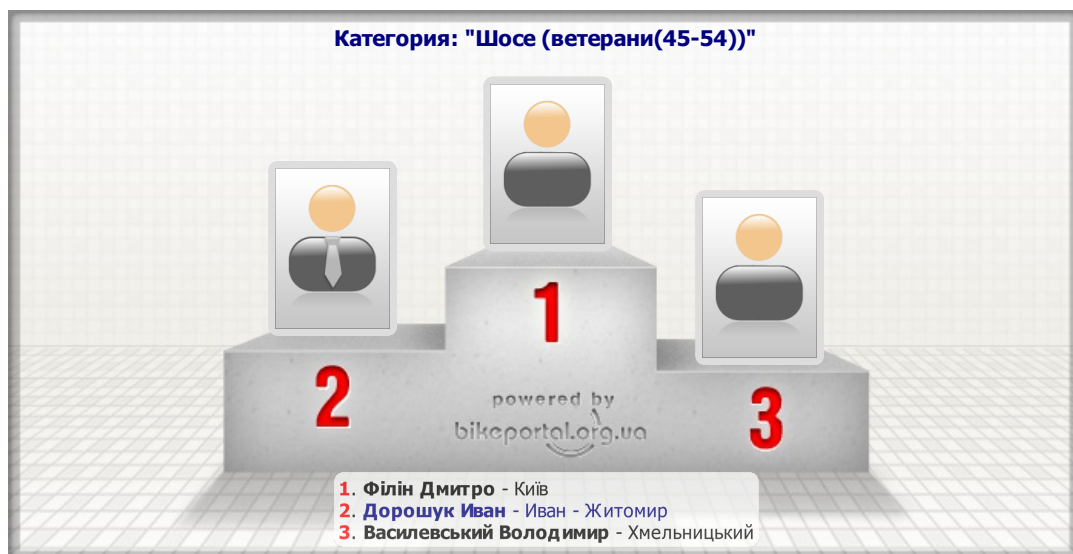 Категория: "Шосе (ветерани(45-54))"
1
2
3
powered by
bikeportal.org.ua
1. Філін Дмитро - Київ
2. Дорошук Иван - Иван - Житомир
3. Василевський Володимир - Хмельницький